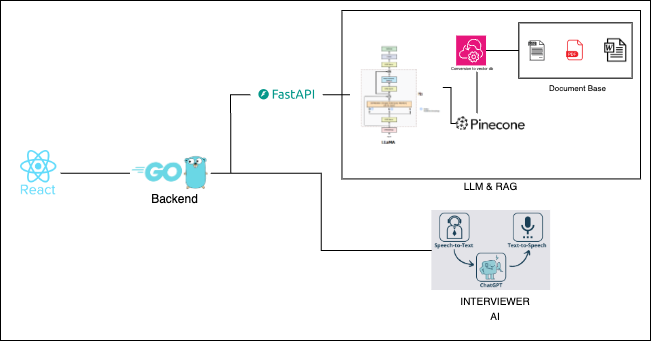 React
GO
Backend
FastAPI
LLaMA
Conversion to vector db
Pinecone
PDF
W
Document Base
LLM & RAG
Speech-to-Text
Text-to-Speech
ChatGPT
INTERVIEWER
AI